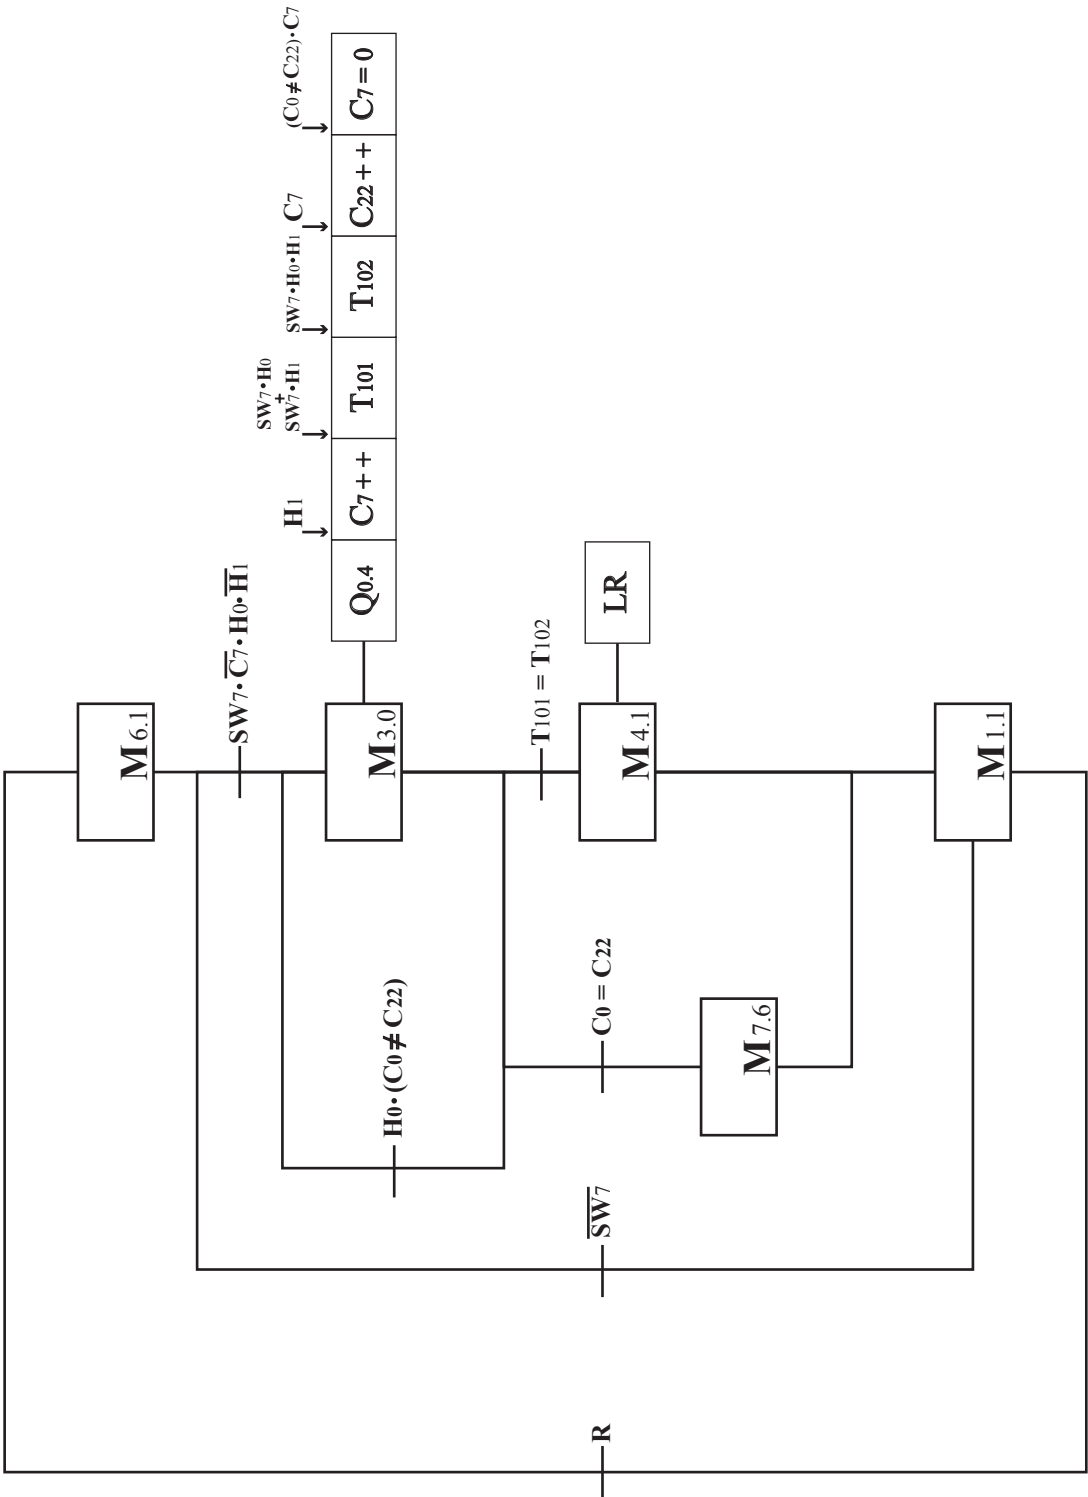 M6.1
SW7·C̅7·H0·H̅1
H1
SW7·H0
+
SW7·H1
SW7·H0·H1
C7
(C0≠C22)·C7
M3.0
Q0.4
C7++
T101
T102
C22++
C7=0
H0·(C0≠C22)
T101 = T102
M4.1
LR
C0 = C22
M7.6
S̅W̅7̅
R
M1.1